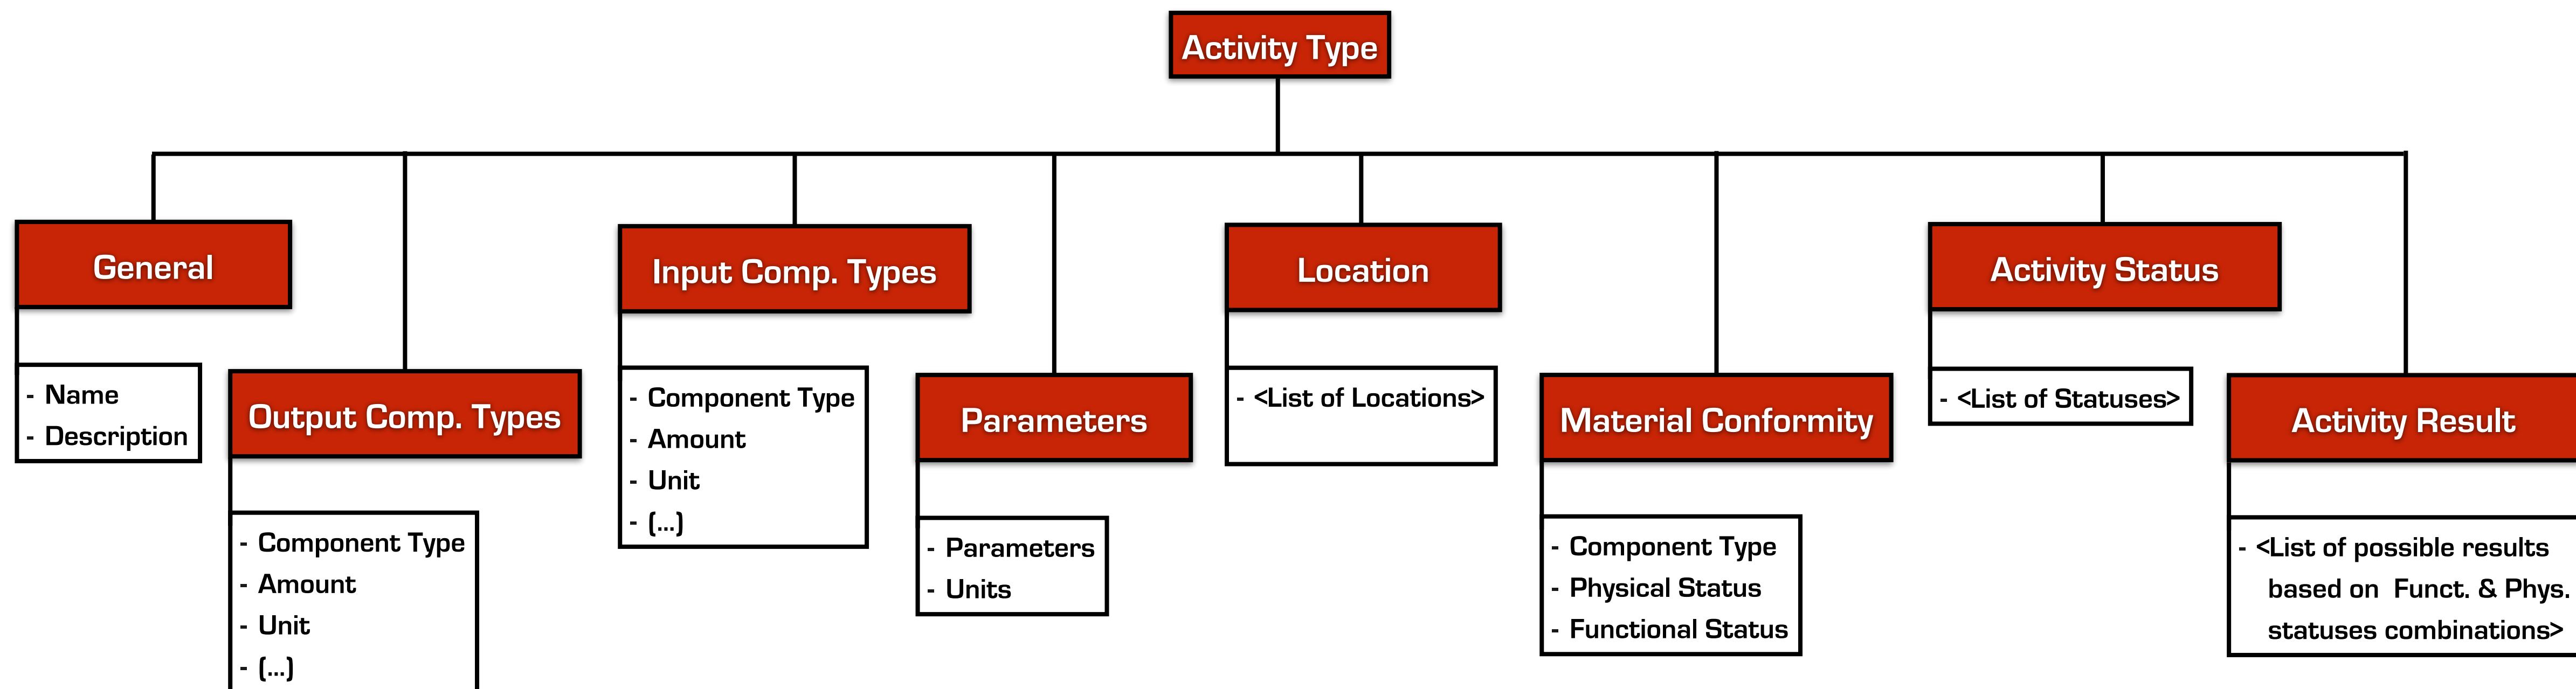 Activity Type
General
- Name
- Description
Output Comp. Types
- Component Type
- Amount
- Unit
- (...)
Input Comp. Types
- Component Type
- Amount
- Unit
- (...)
Parameters
- Parameters
- Units
Location
- <List of Locations>
Material Conformity
- Component Type
- Physical Status
- Functional Status
Activity Status
- <List of Statuses>
Activity Result
- <List of possible results
based on Funct. & Phys.
statuses combinations>